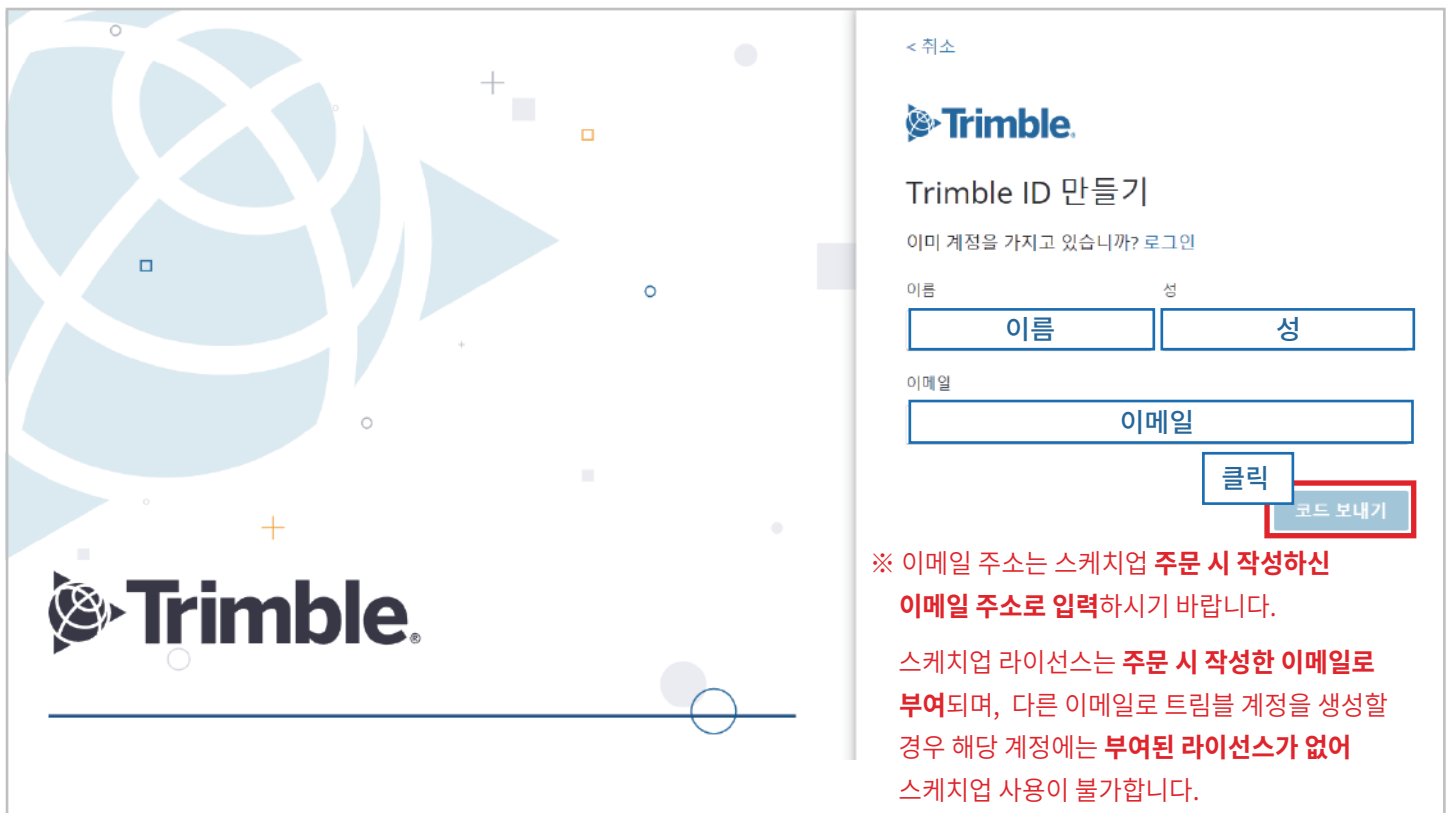 < 취소
Trimble.
Trimble ID 만들기
이미 계정을 가지고 있습니까? 로그인
이름 성
이름 성
이메일
이메일
클릭
코드 보내기
※ 이메일 주소는 스케치업 주문 시 작성하신
이메일 주소로 입력하시기 바랍니다.
스케치업 라이선스는 주문 시 작성한 이메일로
부여되며, 다른 이메일로 트림블 계정을 생성할
경우 해당 계정에는 부여된 라이선스가 없어
스케치업 사용이 불가합니다.
Trimble®